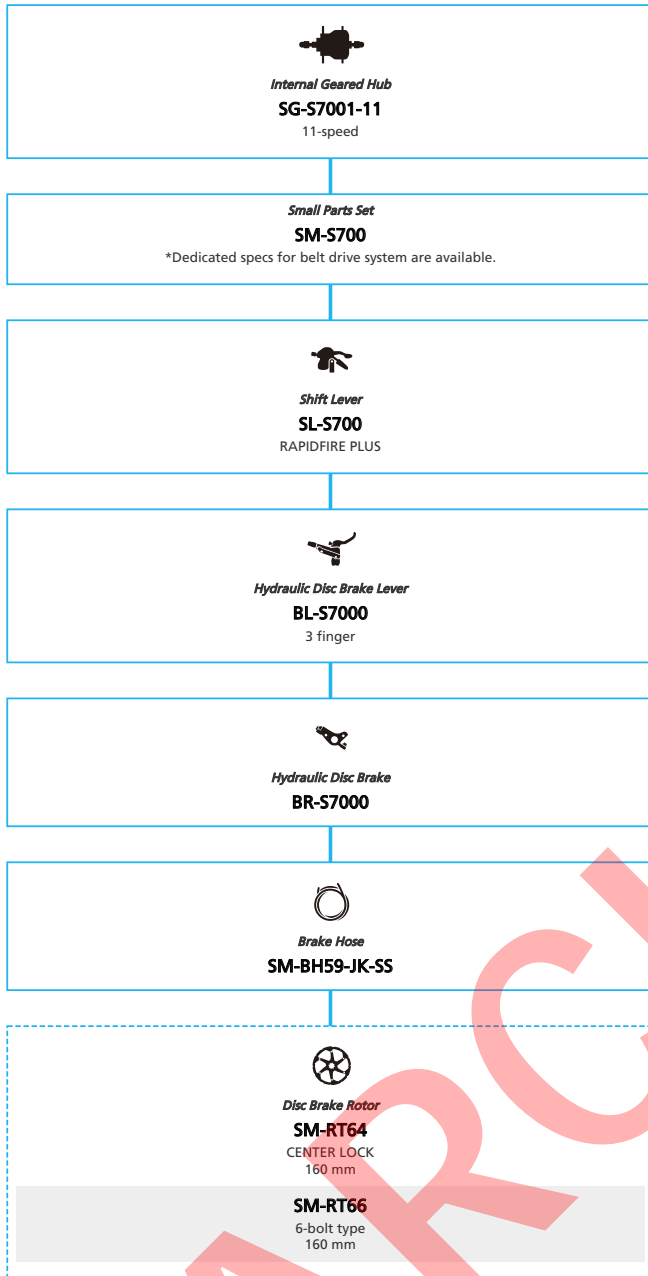 Internal Geared Hub
SG-S7001-11
11-speed
Small Parts Set
SM-S700
*Dedicated specs for belt drive system are available.
Shift Lever
SL-S700
RAPIDFIRE PLUS
Hydraulic Disc Brake Lever
BL-S7000
3 finger
Hydraulic Disc Brake
BR-S7000
Brake Hose
SM-BH59-JK-SS
Disc Brake Rotor
SM-RT64
CENTER LOCK
160 mm
SM-RT66
6-bolt type
160 mm